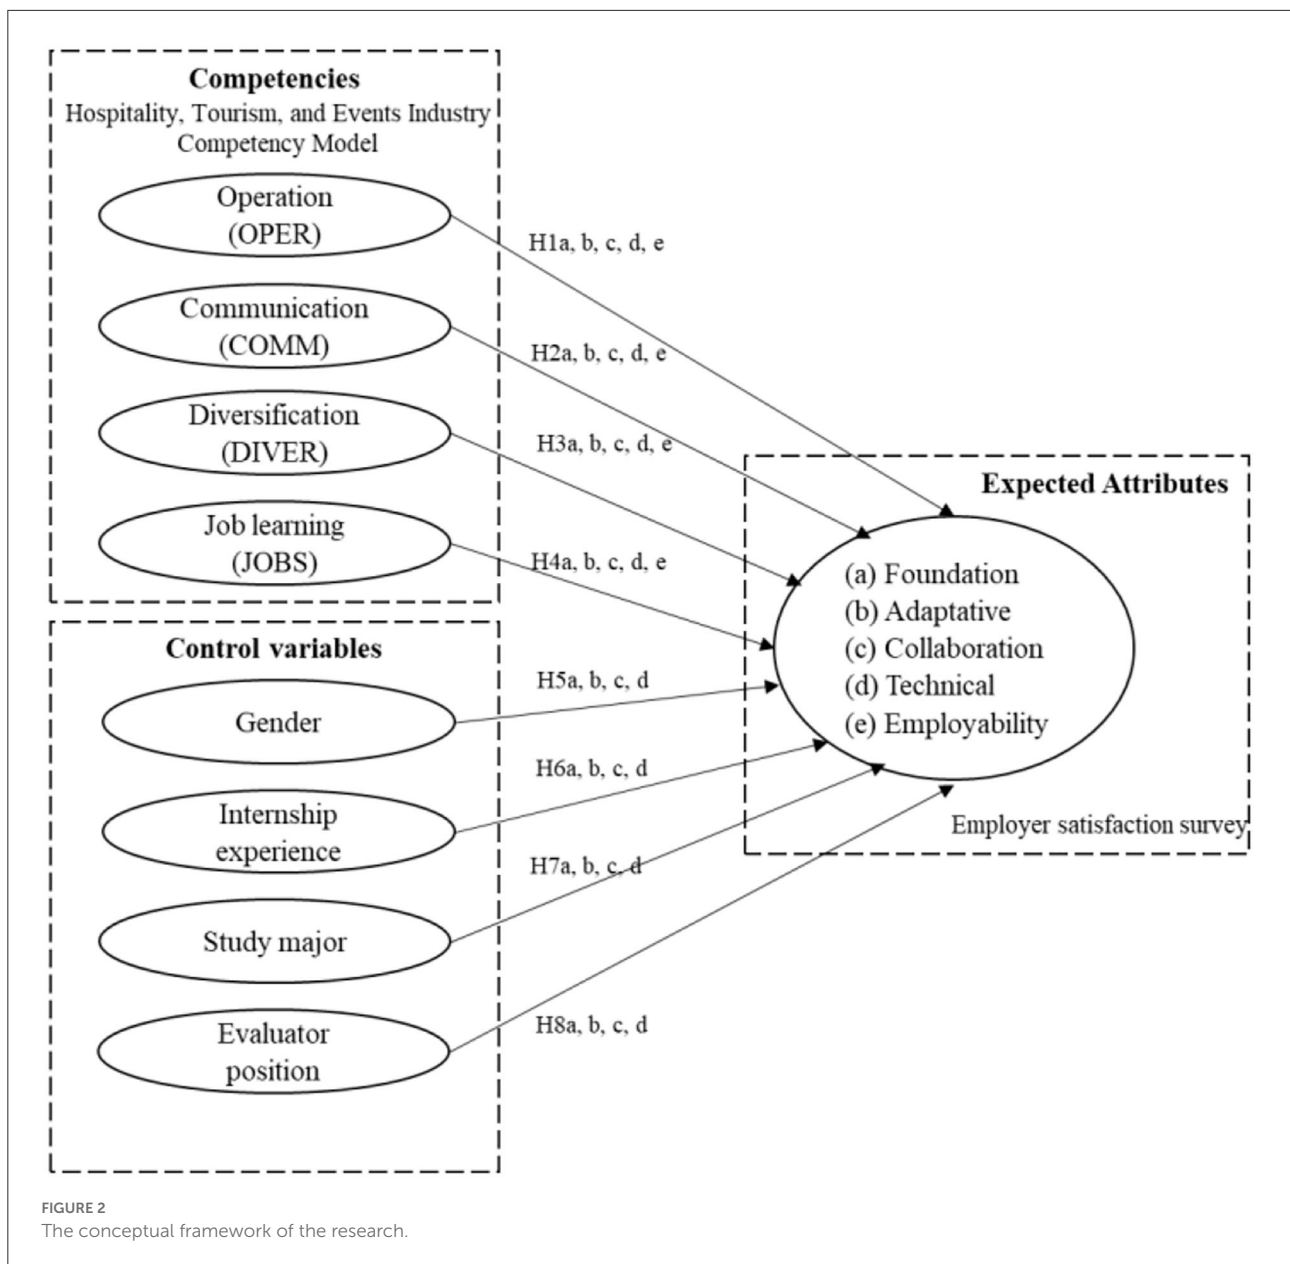 Competencies
Hospitality, Tourism, and Events Industry
Competency Model
Operation
(OPER)
H1a, b, c, d, e
Communication
(COMM)
H2a, b, c, d, e
Diversification
(DIVER)
H3a, b, c, d, e
Job learning
(JOBS)
H4a, b, c, d, e
Expected Attributes
(a) Foundation
(b) Adaptative
(c) Collaboration
(d) Technical
(e) Employability
Employer satisfaction survey
Control variables
Gender
H5a, b, c, d
Internship
experience
H6a, b, c, d
Study major
H7a, b, c, d
Evaluator
position
H8a, b, c, d
FIGURE 2
The conceptual framework of the research.